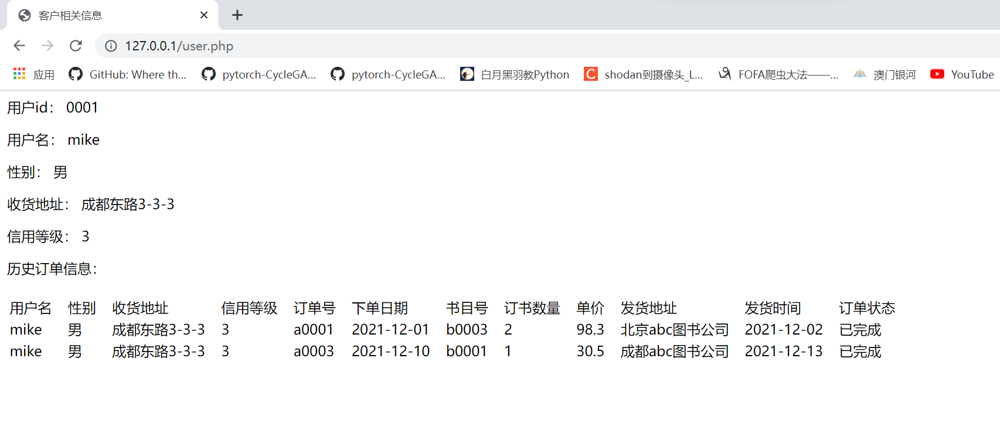 客户相关信息
127.0.0.1/user.php
应用 GitHub: Where th... pytorch-CycleGA... pytorch-CycleGA... 白月黑羽教Python shodan到摄像头_L... FOFA爬虫大法——... 澳门银河 YouTube
用户id： 0001
用户名： mike
性别： 男
收货地址： 成都东路3-3-3
信用等级： 3
历史订单信息：
用户名 性别 收货地址 信用等级 订单号 下单日期 书目号 订书数量 单价 发货地址 发货时间 订单状态
mike 男 成都东路3-3-3 3 a0001 2021-12-01 b0003 2 98.3 北京abc图书公司 2021-12-02 已完成
mike 男 成都东路3-3-3 3 a0003 2021-12-10 b0001 1 30.5 成都abc图书公司 2021-12-13 已完成